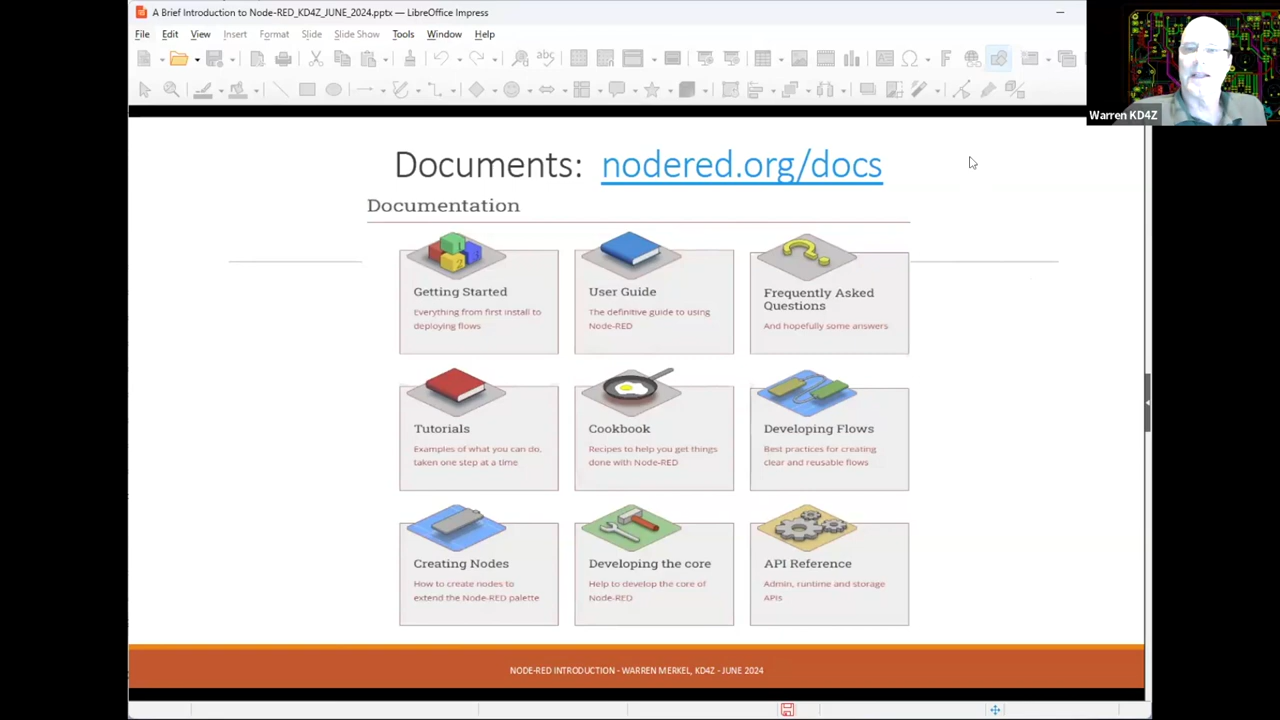 A Brief Introduction to Node-RED_KD4Z_JUNE_2024.pptx — LibreOffice Impress
File Edit View Insert Format Slide Slide Show Tools Window Help
Warren KD4Z
Documents: nodered.org/docs
Documentation
Getting Started
Everything from first install to
deploying flows
User Guide
The definitive guide to using
Node-RED
Frequently Asked
Questions
And hopefully some answers
Tutorials
Examples of what you can do,
taken one step at a time
Cookbook
Recipes to help you get things
done with Node-RED
Developing Flows
Best practices for creating
clear and reusable flows
Creating Nodes
How to create nodes to
extend the Node-RED palette
Developing the core
Help to develop the core of
Node-RED
API Reference
Admin, runtime and storage
APIs
NODE-RED INTRODUCTION - WARREN MERKEL, KD4Z - JUNE 2024